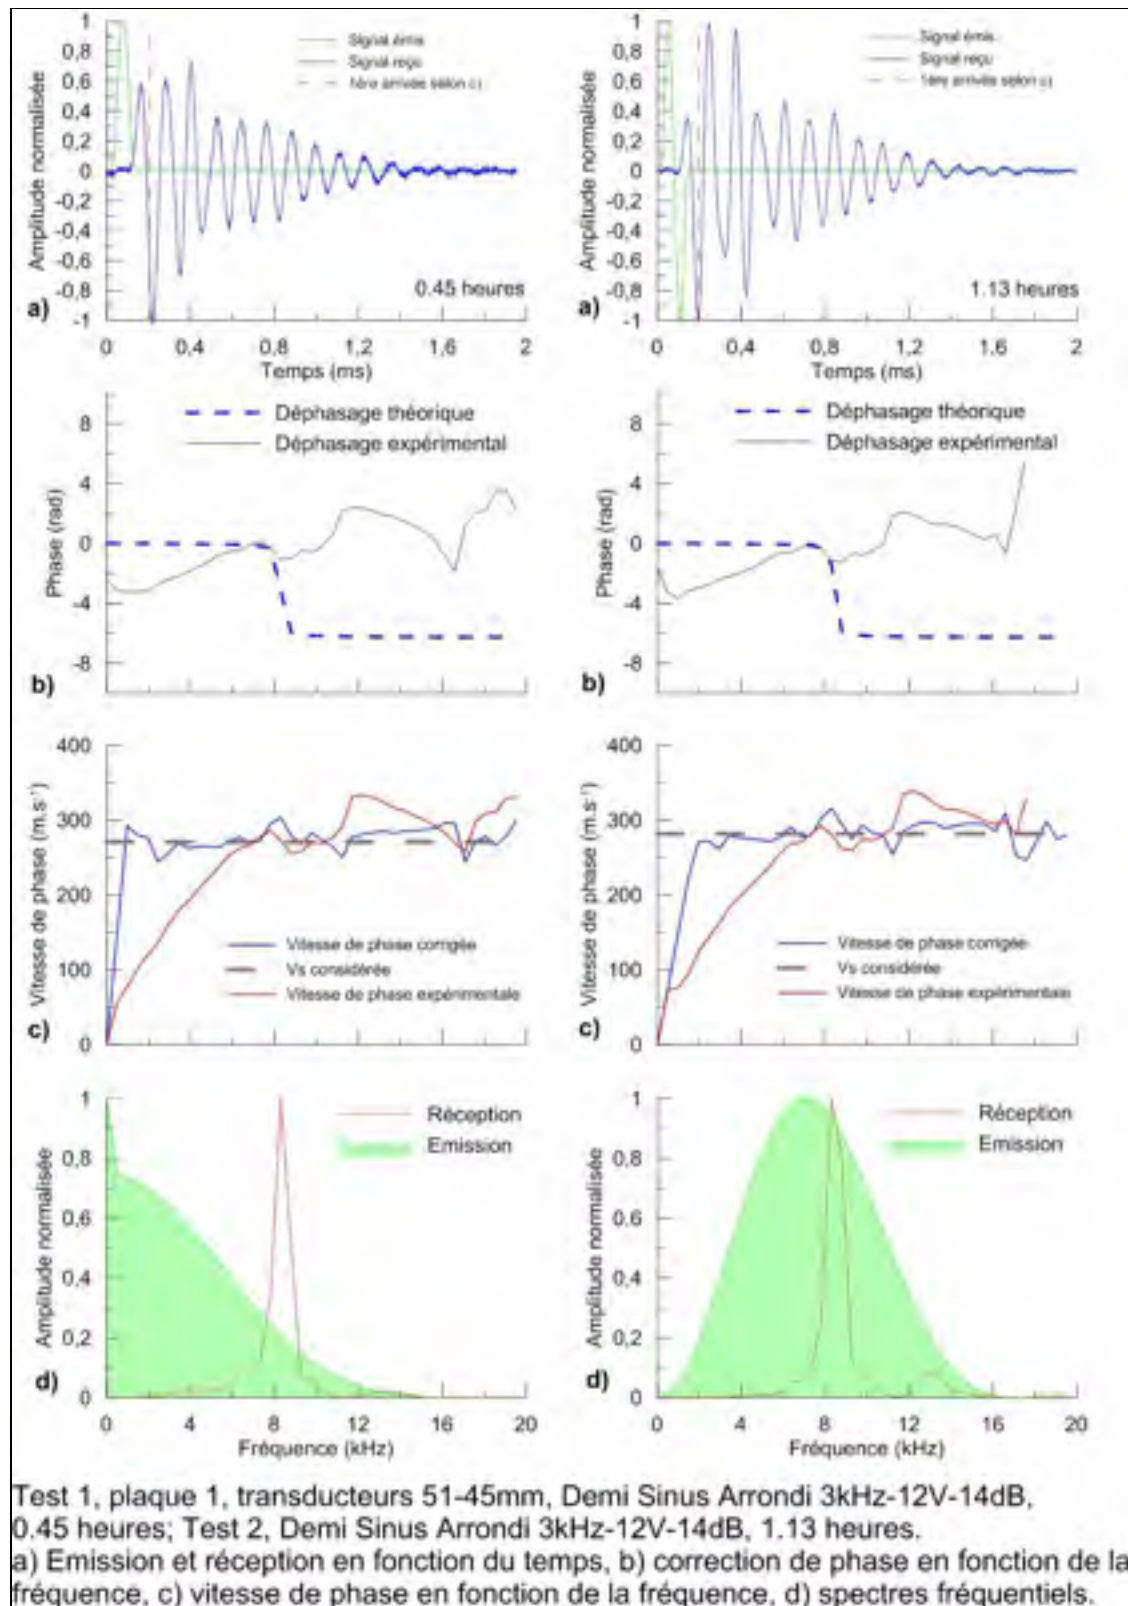 1
0.8
0.6
0.4
0.2
0
-0.2
-0.4
-0.6
-0.8
-1
Amplitude normalisée
Signal émis
Signal reçu
1ère arrivée selon c)
0.45 heures
a)
0 0,4 0,8 1,2 1,6 2
Temps (ms)
1
0.8
0.6
0.4
0.2
0
-0.2
-0.4
-0.6
-0.8
-1
Amplitude normalisée
Signal émis
Signal reçu
1ère arrivée selon c)
1.13 heures
a)
0 0,4 0,8 1,2 1,6 2
Temps (ms)
8
4
0
-4
-8
Phase (rad)
Déphasage théorique
Déphasage expérimental
b)
8
4
0
-4
-8
Phase (rad)
Déphasage théorique
Déphasage expérimental
b)
400
300
200
100
0
Vitesse de phase (m.s⁻¹)
Vitesse de phase corrigée
Vs considérée
Vitesse de phase expérimentale
c)
400
300
200
100
0
Vitesse de phase (m.s⁻¹)
Vitesse de phase corrigée
Vs considérée
Vitesse de phase expérimentale
c)
1
0.8
0.6
0.4
0.2
0
Amplitude normalisée
Réception
Emission
d)
0 4 8 12 16 20
Fréquence (kHz)
1
0.8
0.6
0.4
0.2
0
Amplitude normalisée
Réception
Emission
d)
0 4 8 12 16 20
Fréquence (kHz)
Test 1, plaque 1, transducteurs 51-45mm, Demi Sinus Arrondi 3kHz-12V-14dB,
0.45 heures; Test 2, Demi Sinus Arrondi 3kHz-12V-14dB, 1.13 heures.
a) Emission et réception en fonction du temps, b) correction de phase en fonction de la
fréquence, c) vitesse de phase en fonction de la fréquence, d) spectres fréquentiels.